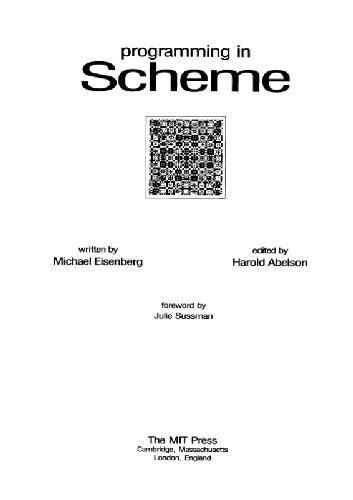 programming in
Scheme
written by
Michael Eisenberg
edited by
Harold Abelson
foreword by
Julie Sussman
The MIT Press
Cambridge, Massachusetts
London, England